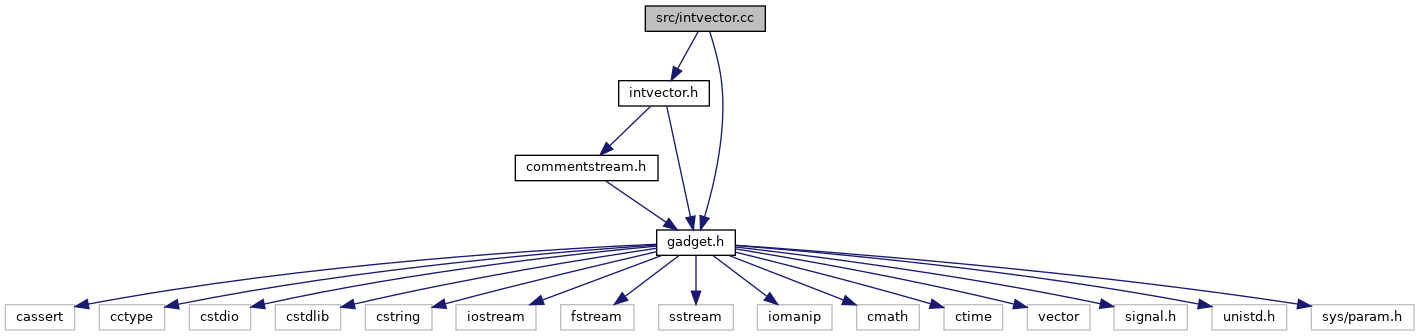 src/intvector.cc
intvector.h
commentstream.h
gadget.h
cassert
cctype
cstdio
cstdlib
cstring
iostream
fstream
sstream
iomanip
cmath
ctime
vector
signal.h
unistd.h
sys/param.h